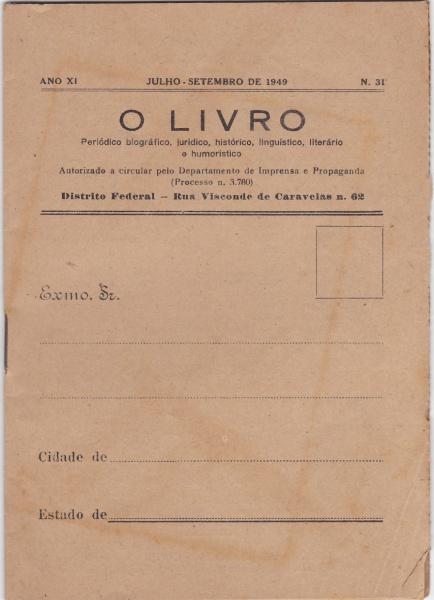 ANO XI JULHO - SETEMBRO DE 1949 N. 31
O LIVRO
Periódico biográfico, jurídico, histórico, linguístico, literário
e humorístico
Autorizado a circular pelo Departamento de Imprensa e Propaganda
(Processo n. 3.780)
Distrito Federal — Rua Visconde de Caravelas n. 62
Exmo. Sr.
Cidade de
Estado de